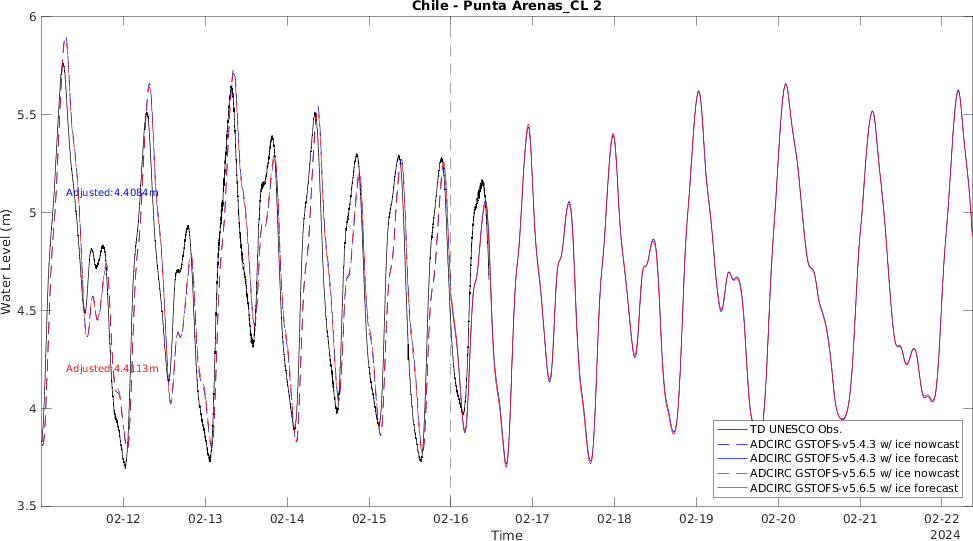 Chile - Punta Arenas_CL 2
Water Level (m)
6
5.5
5
4.5
4
3.5
Adjusted:4.4084m
Adjusted:4.4113m
TD UNESCO Obs.
ADCIRC GSTOFS-v5.4.3 w/ ice nowcast
ADCIRC GSTOFS-v5.4.3 w/ ice forecast
ADCIRC GSTOFS-v5.6.5 w/ ice nowcast
ADCIRC GSTOFS-v5.6.5 w/ ice forecast
02-12 02-13 02-14 02-15 02-16 02-17 02-18 02-19 02-20 02-21 02-22
Time
2024